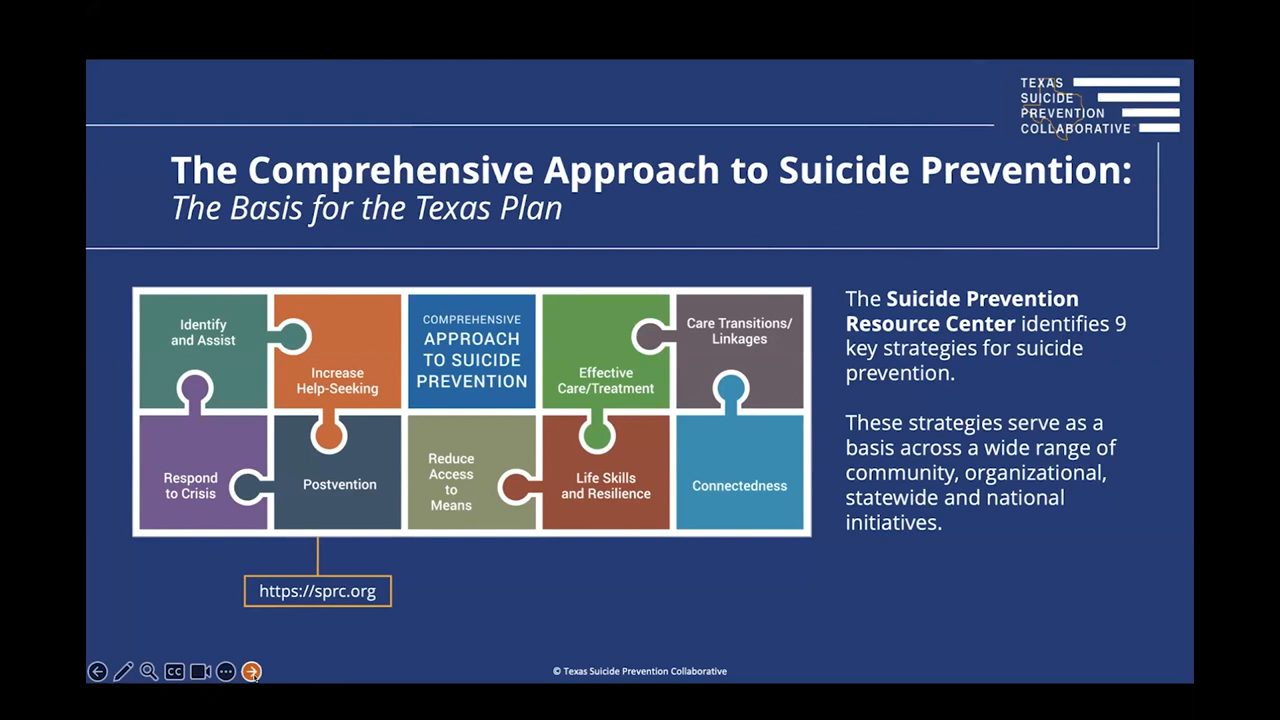 TEXAS
SUICIDE
PREVENTION
COLLABORATIVE
The Comprehensive Approach to Suicide Prevention:
The Basis for the Texas Plan
Identify
and Assist
Increase
Help-Seeking
COMPREHENSIVE
APPROACH
TO SUICIDE
PREVENTION
Effective
Care/Treatment
Care Transitions/
Linkages
Respond
to Crisis
Postvention
Reduce
Access
to
Means
Life Skills
and Resilience
Connectedness
https://sprc.org
The Suicide Prevention
Resource Center identifies 9
key strategies for suicide
prevention.
These strategies serve as a
basis across a wide range of
community, organizational,
statewide and national
initiatives.
CC
© Texas Suicide Prevention Collaborative